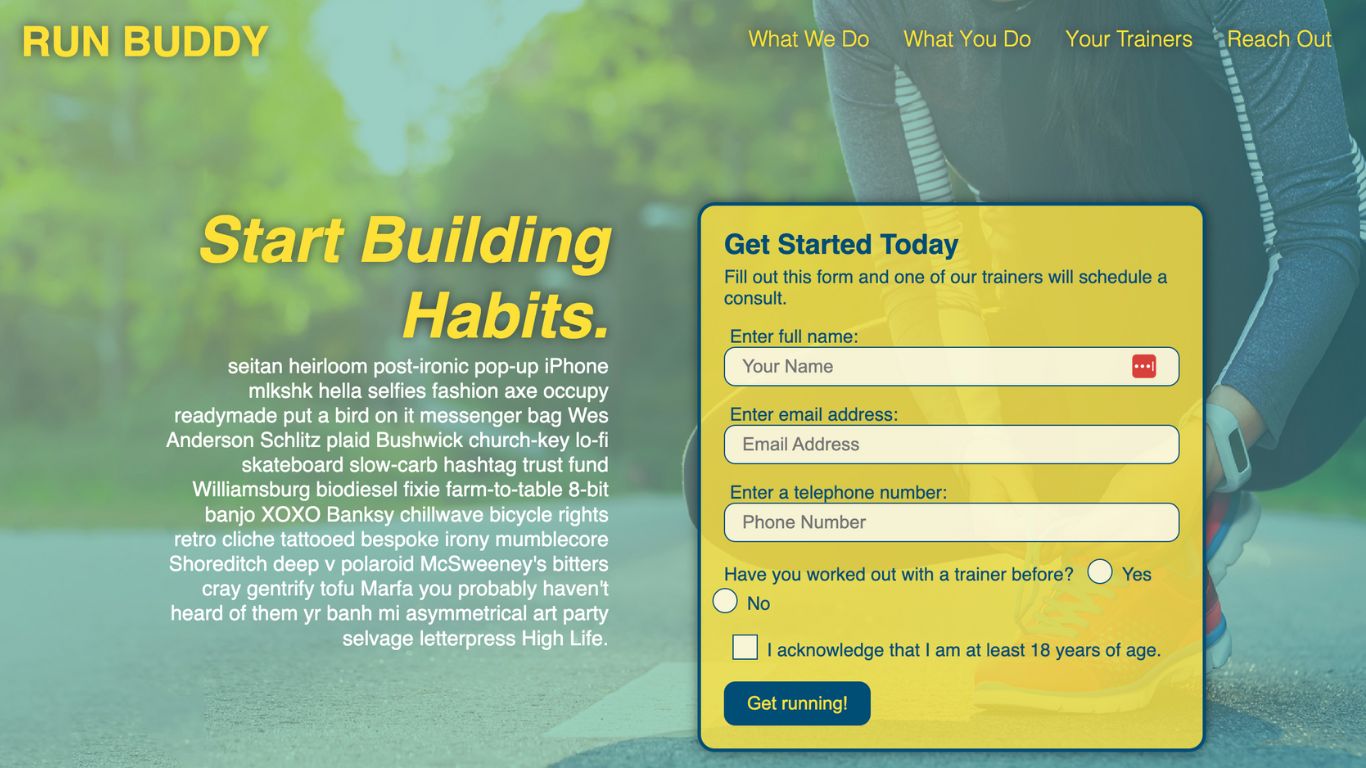 RUN BUDDY
What We Do What You Do Your Trainers Reach Out
Start Building
Habits.
seitan heirloom post-ironic pop-up iPhone
mlkshk hella selfies fashion axe occupy
readymade put a bird on it messenger bag Wes
Anderson Schlitz plaid Bushwick church-key lo-fi
skateboard slow-carb hashtag trust fund
Williamsburg biodiesel fixie farm-to-table 8-bit
banjo XOXO Banksy chillwave bicycle rights
retro cliche tattooed bespoke irony mumblecore
Shoreditch deep v polaroid McSweeney's bitters
cray gentrify tofu Marfa you probably haven't
heard of them yr banh mi asymmetrical art party
selvage letterpress High Life.
Get Started Today
Fill out this form and one of our trainers will schedule a
consult.
Enter full name:
Your Name
Enter email address:
Email Address
Enter a telephone number:
Phone Number
Have you worked out with a trainer before? Yes
No
I acknowledge that I am at least 18 years of age.
Get running!